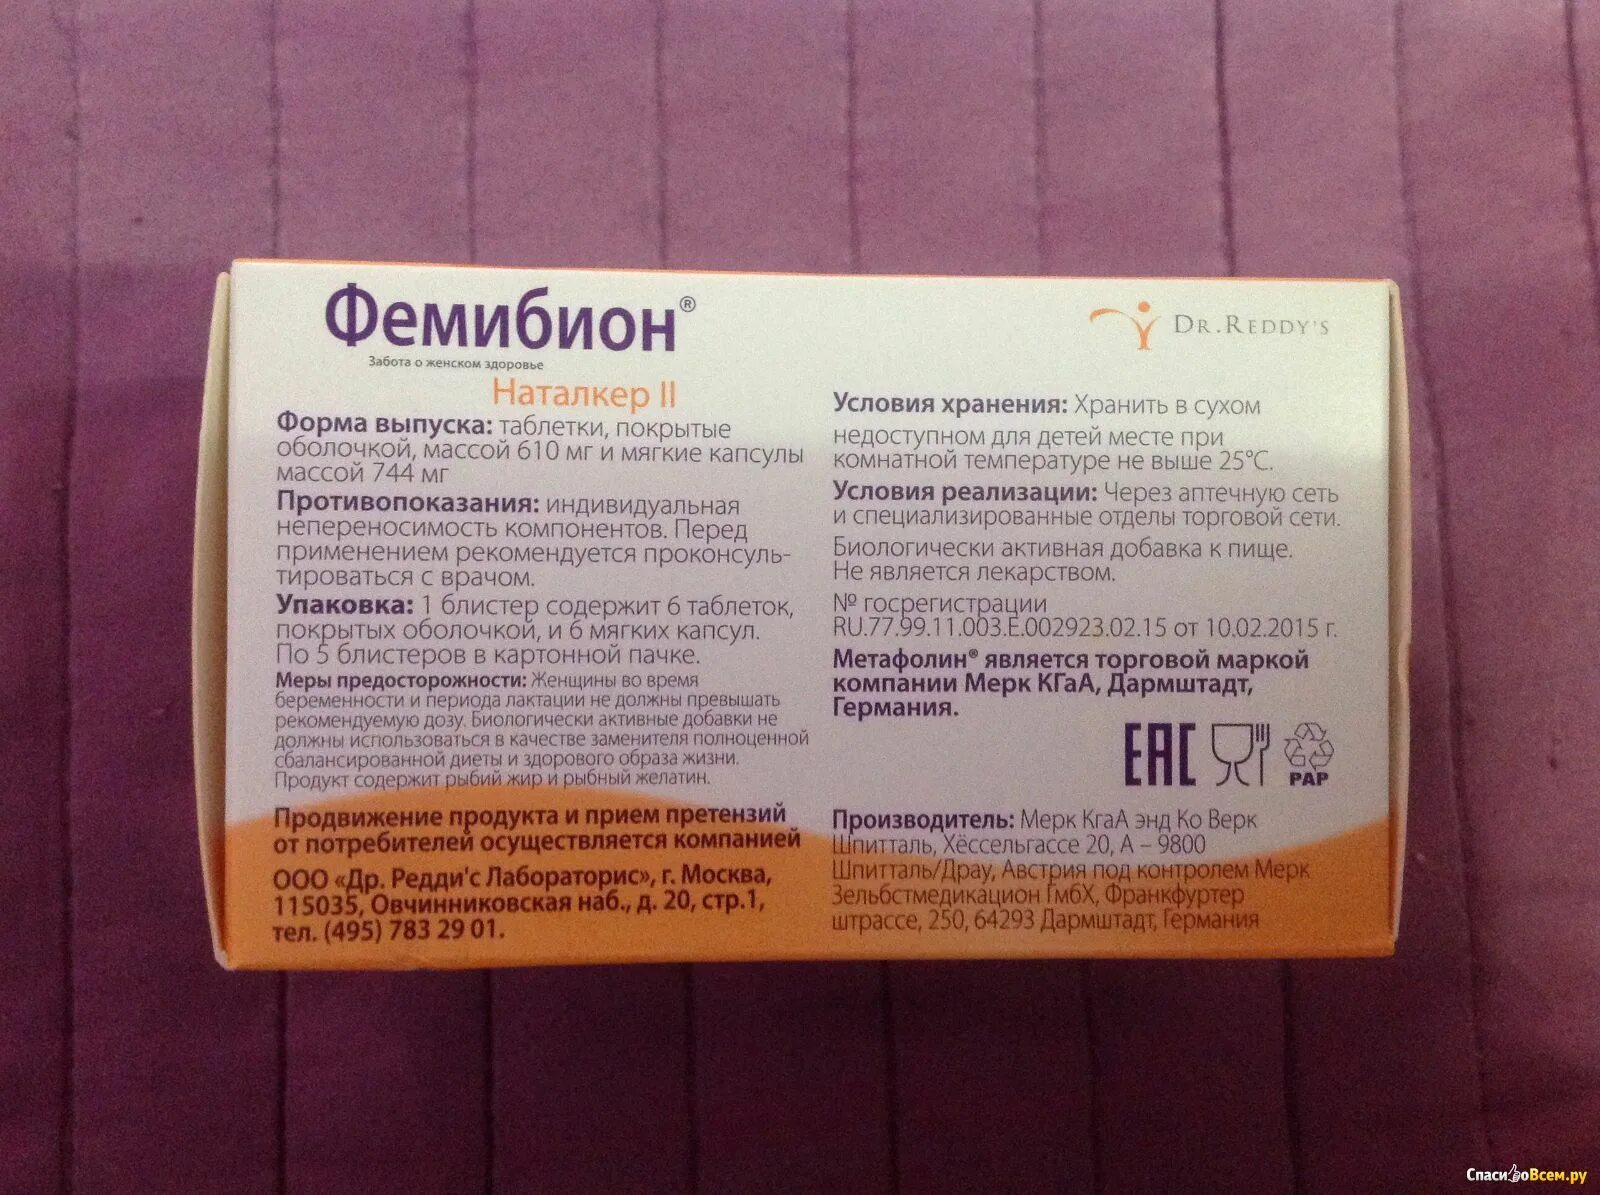 Фемибион®
Забота о женском здоровье
Наталкер II
Форма выпуска: таблетки, покрытые
оболочкой, массой 610 мг и мягкие капсулы
массой 744 мг
Противопоказания: индивидуальная
непереносимость компонентов. Перед
применением рекомендуется проконсуль-
тироваться с врачом.
Упаковка: 1 блистер содержит 6 таблеток,
покрытых оболочкой, и 6 мягких капсул.
По 5 блистеров в картонной пачке.
Меры предосторожности: Женщины во время
беременности и периода лактации не должны превышать
рекомендуемую дозу. Биологически активные добавки не
должны использоваться в качестве заменителя полноценной
сбалансированной диеты и здорового образа жизни.
Продукт содержит рыбий жир и рыбный желатин.
Продвижение продукта и прием претензий
от потребителей осуществляется компанией
ООО «Др. Редди'с Лабораторис», г. Москва,
115035, Овчинниковская наб., д. 20, стр.1,
тел. (495) 783 29 01.
DR.REDDY'S
Условия хранения: Хранить в сухом
недоступном для детей месте при
комнатной температуре не выше 25°С.
Условия реализации: Через аптечную сеть
и специализированные отделы торговой сети.
Биологически активная добавка к пище.
Не является лекарством.
№ госрегистрации
RU.77.99.11.003.Е.002923.02.15 от 10.02.2015 г.
Метафолин® является торговой маркой
компании Мерк КГаА, Дармштадт,
Германия.
ЕАС
PAP
Производитель: Мерк КгаА энд Ко Верк
Шпитталь, Хёссельгассе 20, А – 9800
Шпитталь/Драу, Австрия под контролем Мерк
Зельбстмедикацион ГмбХ, Франкфуртер
штрассе, 250, 64293 Дармштадт, Германия
СпасибоВсем.ру